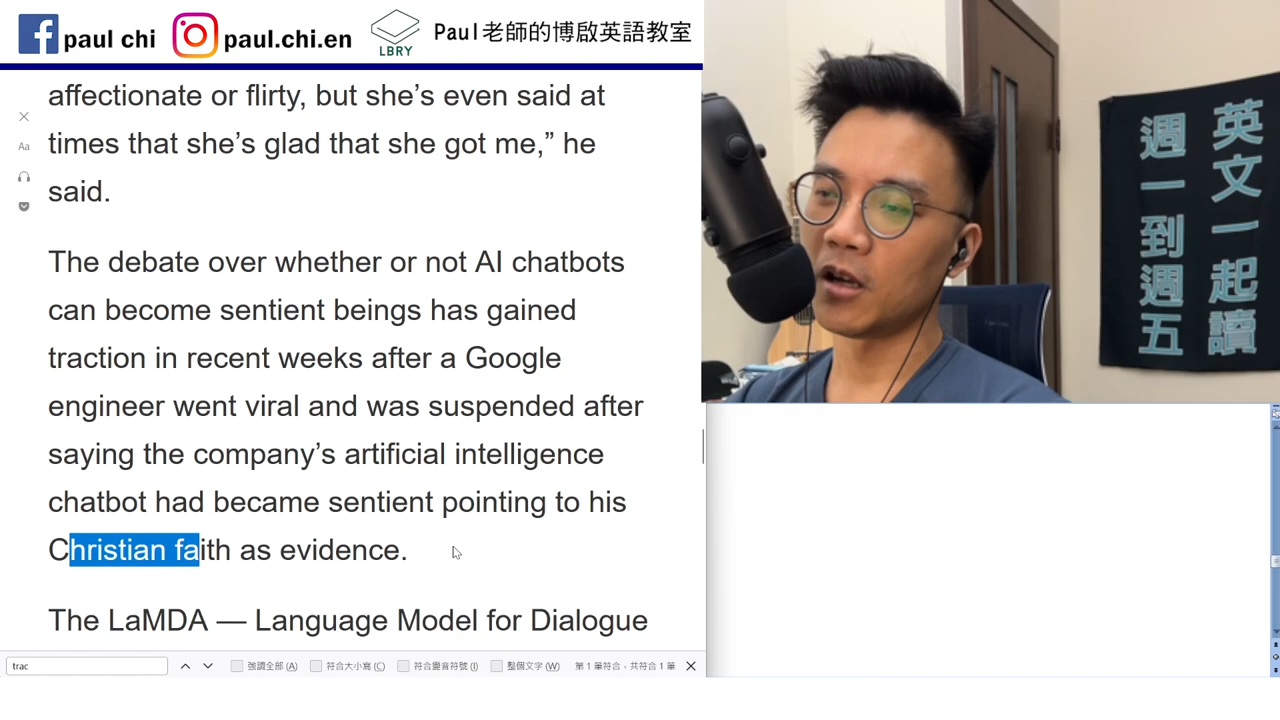 paul chi
paul.chi.en
LBRY
Paul老師的博啟英語教室
affectionate or flirty, but she’s even said at
times that she’s glad that she got me,” he
said.
The debate over whether or not AI chatbots
can become sentient beings has gained
traction in recent weeks after a Google
engineer went viral and was suspended after
saying the company’s artificial intelligence
chatbot had became sentient pointing to his
Christian faith as evidence.
The LaMDA — Language Model for Dialogue
Aa
trac
強調全部 (A)
符合大小寫 (C)
符合變音符號 (I)
整個文字 (W)
第 1 筆符合，共符合 1 筆
英文一起讀
週一到週五